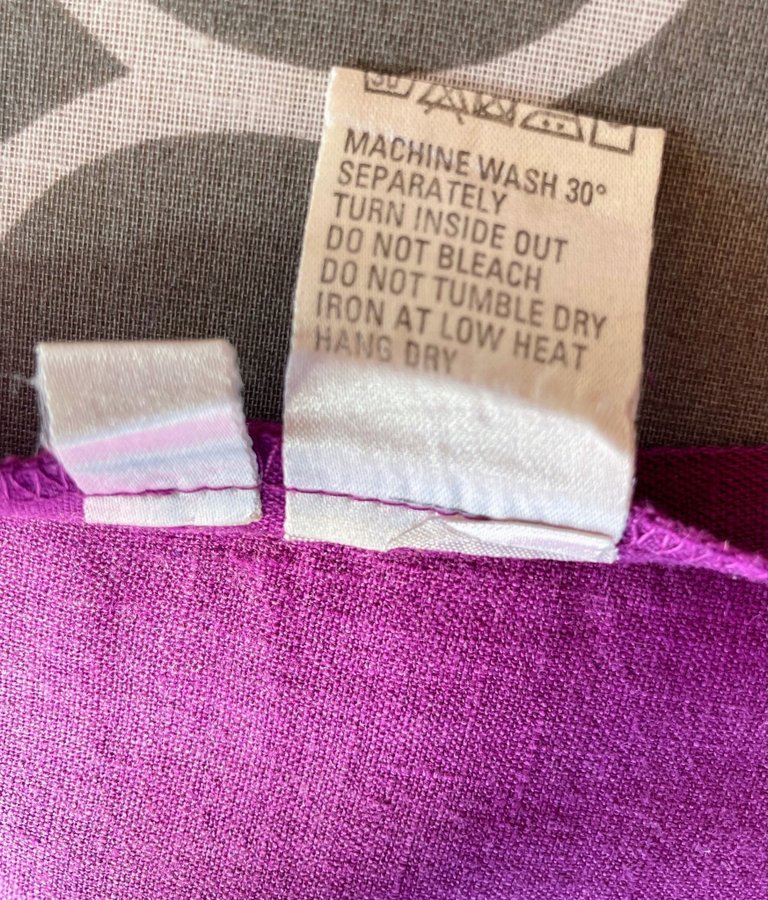 30
MACHINE WASH 30°
SEPARATELY
TURN INSIDE OUT
DO NOT BLEACH
DO NOT TUMBLE DRY
IRON AT LOW HEAT
HANG DRY